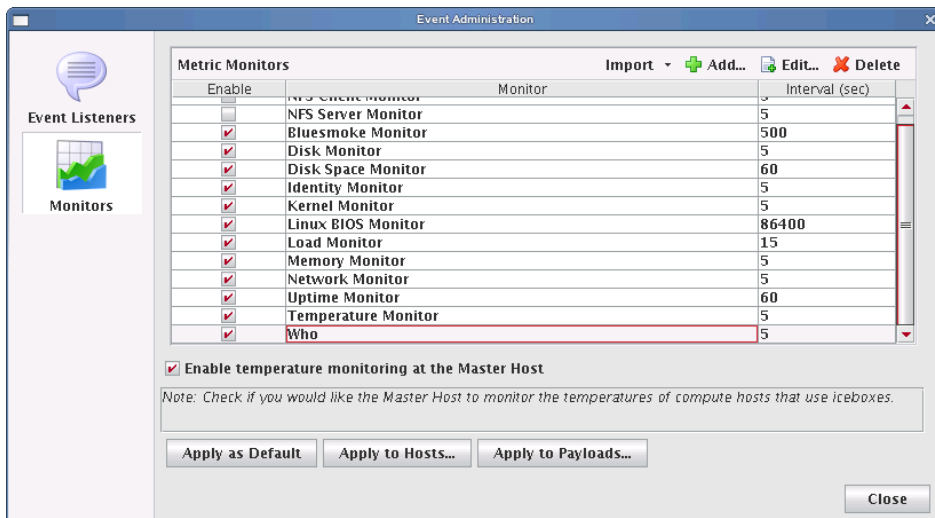 Event Administration
Event Listeners
Monitors
Metric Monitors Import Add... Edit... Delete
Enable Monitor Interval (sec)
NFS Client Monitor 5
NFS Server Monitor 5
Bluesmoke Monitor 500
Disk Monitor 5
Disk Space Monitor 60
Identity Monitor 5
Kernel Monitor 5
Linux BIOS Monitor 86400
Load Monitor 15
Memory Monitor 5
Network Monitor 5
Uptime Monitor 60
Temperature Monitor 5
Who 5
Enable temperature monitoring at the Master Host
Note: Check if you would like the Master Host to monitor the temperatures of compute hosts that use iceboxes.
Apply as Default Apply to Hosts... Apply to Payloads...
Close